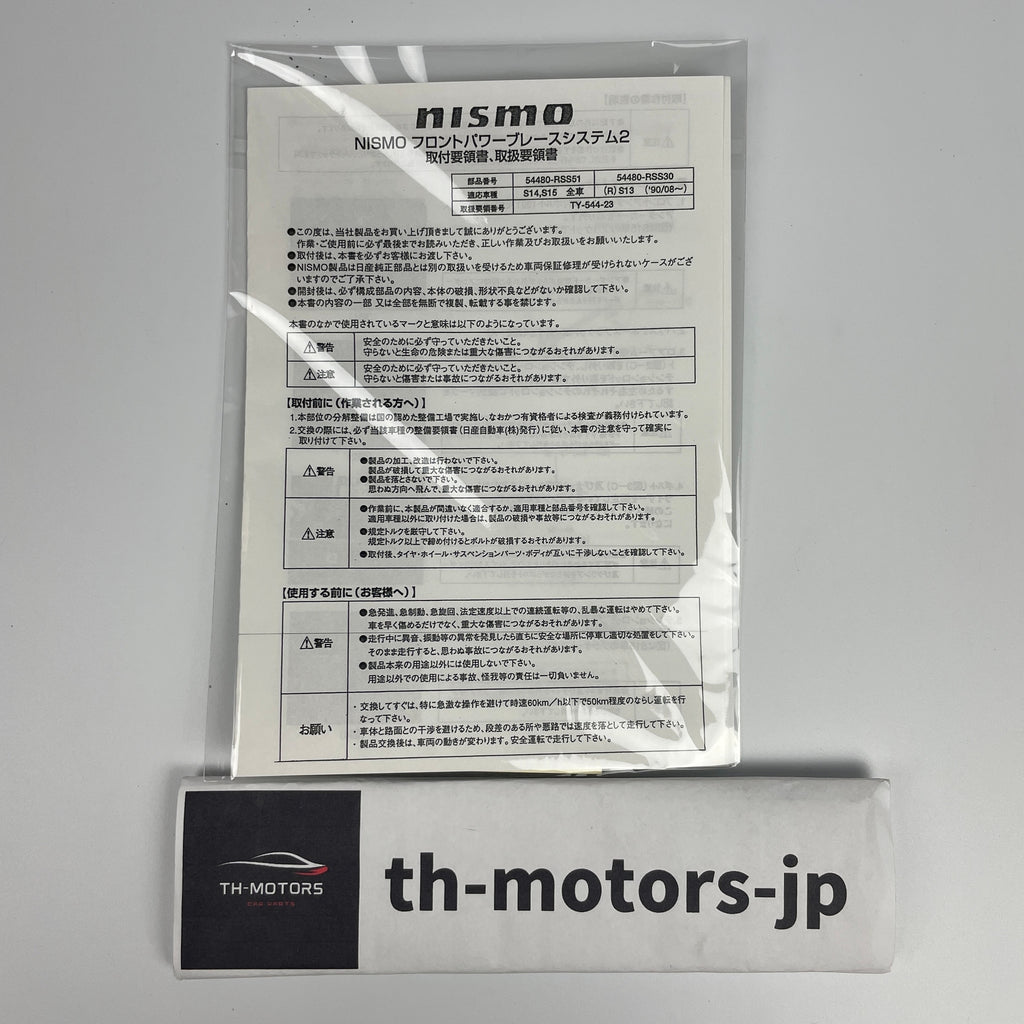 nismo
NISMO フロントパワーブレースシステム2
取付要領書、取扱要領書
部品番号 54480-RSS51 54480-RSS30
適応車種 S14,S15 全車 (R)S13 ('90/08〜)
取扱要領番号 TY-544-23
●この度は、当社製品をお買い上げ頂きまして誠にありがとうございます。
作業・ご使用前に必ず最後までお読みいただき、正しい作業及びお取扱いをお願いいたします。
●取付後は、本書を必ずお客様にお渡し下さい。
●NISMO製品は日産純正部品とは別の取扱いを受けるため車両保証修理が受けられないケースがござ
いますのでご了承下さい。
●開封後は、必ず構成部品の内容、本体の破損、形状不良などがないか確認して下さい。
●本書の内容の一部 又は全部を無断で複製、転載する事を禁じます。
本書のなかで使用されているマークと意味は以下のようになっています。
⚠警告 安全のために必ず守っていただきたいこと。
守らないと生命の危険または重大な傷害につながるおそれがあります。
⚠注意 安全のために必ず守っていただきたいこと。
守らないと傷害または事故につながるおそれがあります。
【取付前に(作業される方へ)】
1.本部位の分解整備は国の認めた整備工場で実施し、なおかつ有資格者による検査が義務付けられています。
2.交換の際には、必ず当該車種の整備要領書(日産自動車(株)発行)に従い、本書の注意を守って確実に
取り付けて下さい。
⚠警告 ●製品の加工、改造は行わないで下さい。
製品が破損して重大な傷害につながるおそれがあります。
●製品を落とさないで下さい。
思わぬ方向へ飛んで、重大な傷害につながるおそれがあります。
⚠注意 ●作業前に、本製品が間違いなく適合するか、適用車種と部品番号を確認して下さい。
適用車種以外に取り付けた場合は、製品の破損や事故等につながるおそれがあります。
●規定トルクを厳守して下さい。
規定トルク以上で締め付けるとボルトが破損するおそれがあります。
●取付後、タイヤ・ホイール・サスペンションパーツ・ボディが互いに干渉しないことを確認して下さい。
【使用する前に(お客様へ)】
⚠警告 ●急発進、急制動、急旋回、法定速度以上での連続運転等の、乱暴な運転はやめて下さい。
車を早く傷めるだけでなく、重大な傷害につながるおそれがあります。
●走行中に異音、振動等の異常を発見したら直ちに安全な場所に停車し適切な処置をして下さい。
そのまま走行すると、思わぬ事故につながるおそれがあります。
●製品本来の用途以外には使用しないで下さい。
用途以外での使用による事故、怪我等の責任は一切負いません。
お願い ・交換してすぐは、特に急激な操作を避けて時速60km/h以下で50km程度のならし運転を行
なって下さい。
・車体と路面との干渉を避けるため、段差のある所や悪路では速度を落として走行して下さい。
・製品交換後は、車両の動きが変わります。安全運転で走行して下さい。
TH-MOTORS
CAR PARTS
th-motors-jp